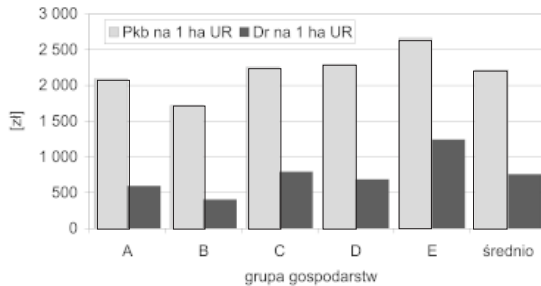 3 000
Pkb na 1 ha UR Dr na 1 ha UR
2 500
2 000
1 500
1 000
500
0
[zł]
A B C D E średnio
grupa gospodarstw